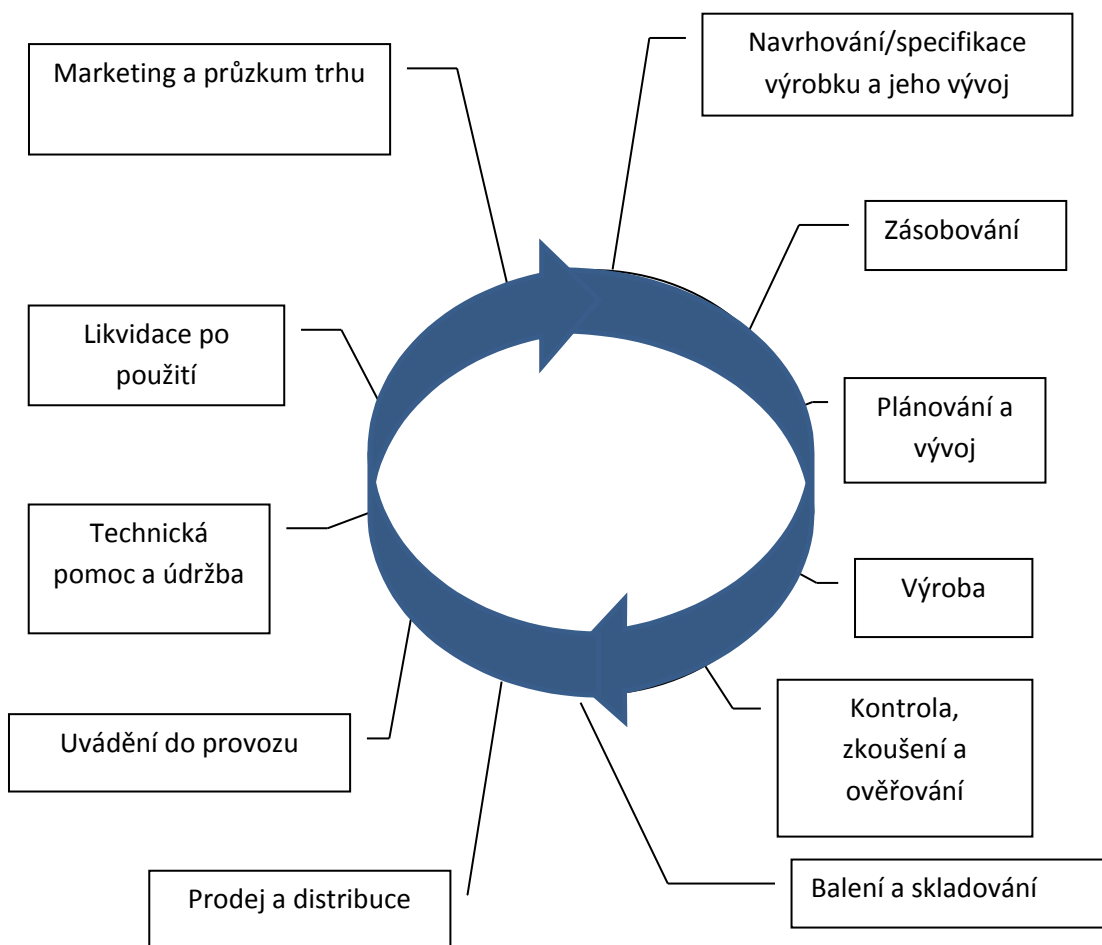 Marketing a průzkum trhu
Navrhování/specifikace
výrobku a jeho vývoj
Zásobování
Plánování a
vývoj
Výroba
Kontrola,
zkoušení a
ověřování
Balení a skladování
Prodej a distribuce
Uvádění do provozu
Technická
pomoc a údržba
Likvidace po
použití